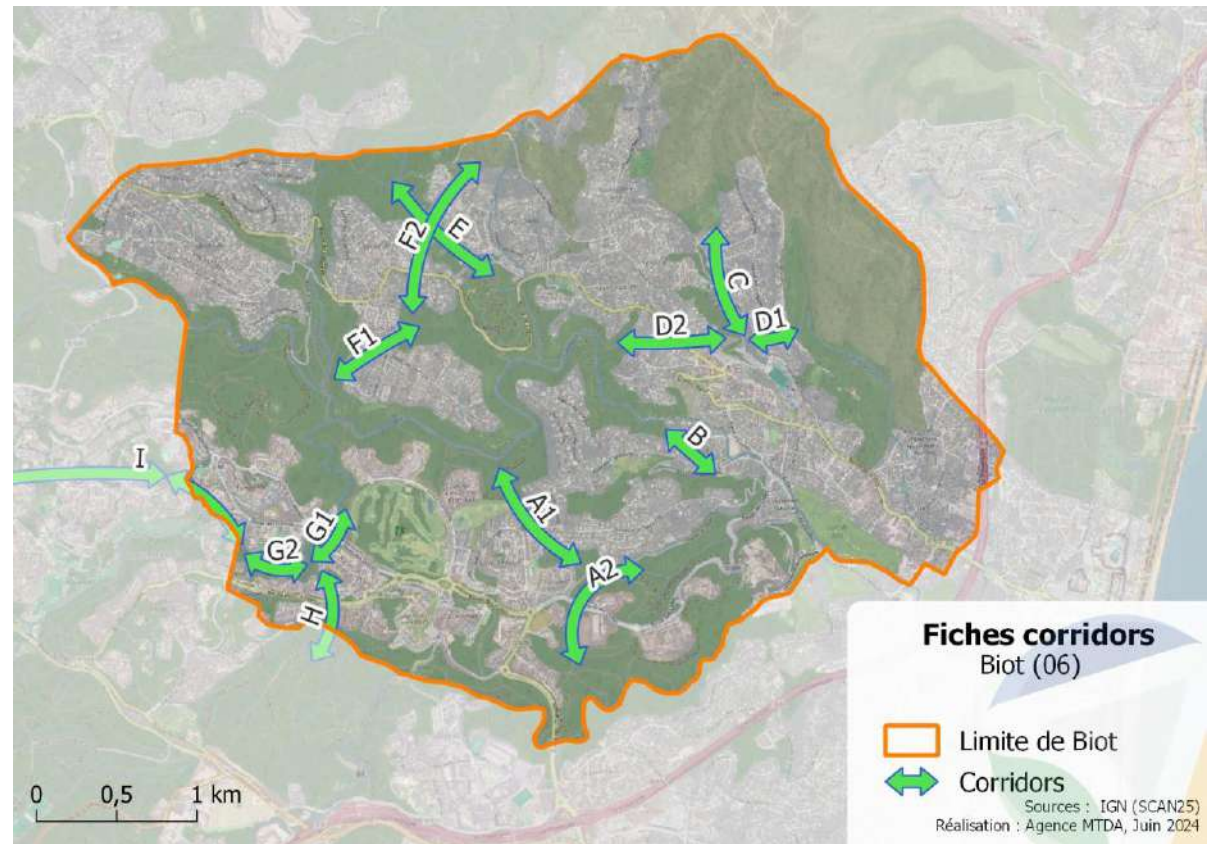 F2
E
C
F1
D2
D1
B
I
A1
G1
G2
A2
H
Fiches corridors
Biot (06)
Limite de Biot
Corridors
Sources : IGN (SCAN25)
Réalisation : Agence MTDA, Juin 2024
0 0,5 1 km